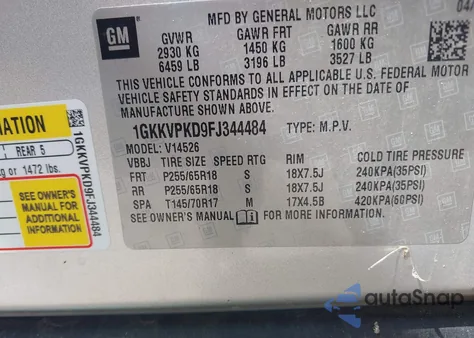 GM
MFD BY GENERAL MOTORS LLC
04/
GVWR GAWR FRT GAWR RR
2930 KG 1450 KG 1600 KG
6459 LB 3196 LB 3527 LB
THIS VEHICLE CONFORMS TO ALL APPLICABLE U.S. FEDERAL MOTOR
VEHICLE SAFETY STANDARDS IN EFFECT ON THE DATE OF
MANUFACTURE SHOWN ABOVE.
1GKKVPKD9FJ344484 TYPE: M.P.V.
MODEL: V14526
VBBJ TIRE SIZE SPEED RTG RIM COLD TIRE PRESSURE
FRT P255/65R18 S 18X7.5J 240KPA(35PSI)
RR P255/65R18 S 18X7.5J 240KPA(35PSI)
SPA T145/70R17 M 17X4.5B 420KPA(60PSI)
SEE OWNER'S MANUAL FOR MORE INFORMATION.
MATION
REAR 5
g or 1472 lbs.
SEE OWNER'S
MANUAL FOR
ADDITIONAL
INFORMATION
1GKKVPKD9FJ344484
autoSnap